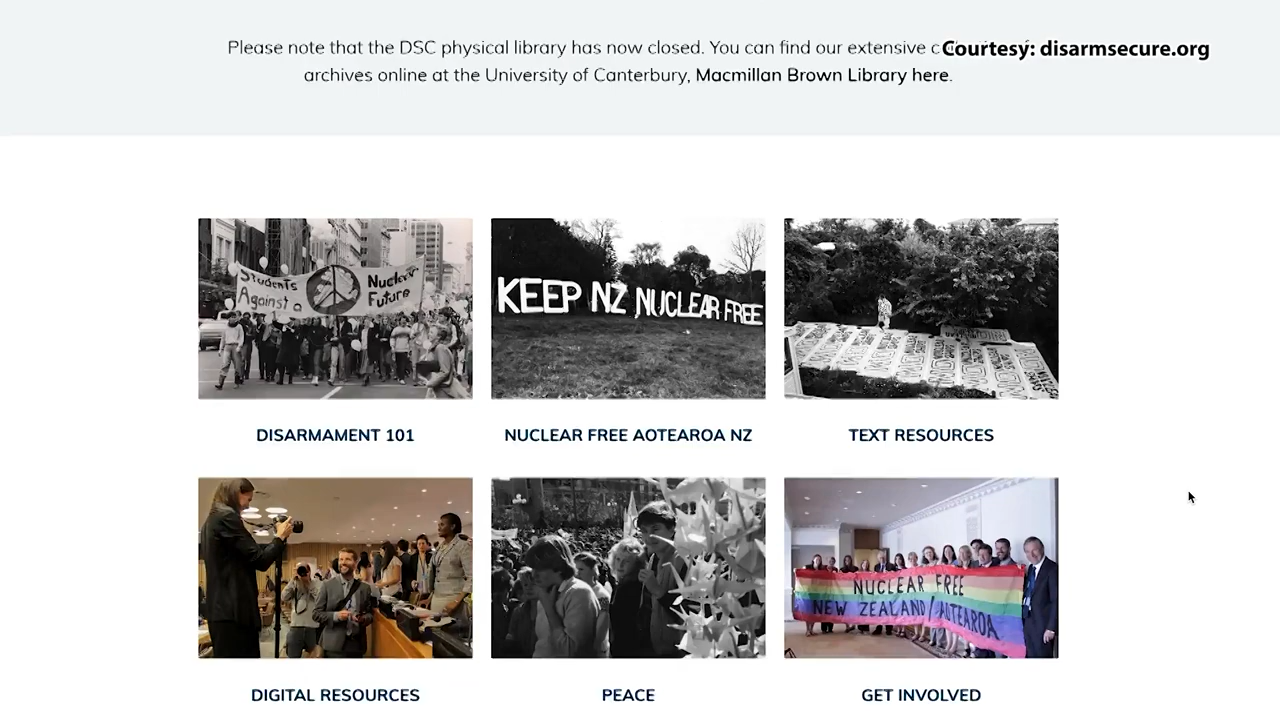 Please note that the DSC physical library has now closed. You can find our extensive
Courtesy: disarmsecure.org
archives online at the University of Canterbury, Macmillan Brown Library here.
Students Against a Nuclear Future
KEEP NZ NUCLEAR FREE
DISARMAMENT 101
NUCLEAR FREE AOTEAROA NZ
TEXT RESOURCES
NUCLEAR FREE
NEW ZEALAND / AOTEAROA
DIGITAL RESOURCES
PEACE
GET INVOLVED